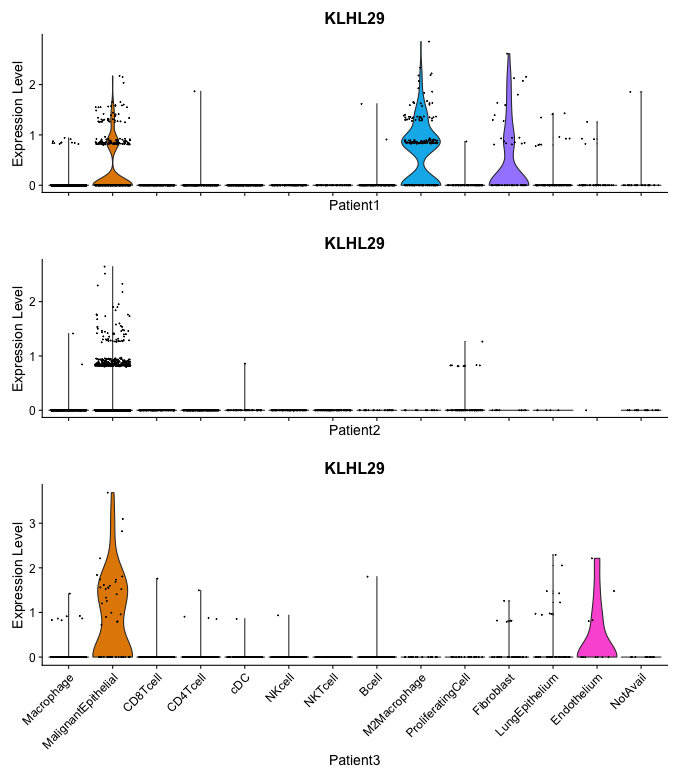 KLHL29
Expression Level
2
1
0
Patient1
KLHL29
Expression Level
2
1
0
Patient2
KLHL29
Expression Level
3
2
1
0
Macrophage
MalignantEpithelial
CD8Tcell
CD4Tcell
cDC
NKcell
NKTcell
Bcell
M2Macrophage
ProliferatingCell
Fibroblast
LungEpithelium
Endothelium
NotAvail
Patient3